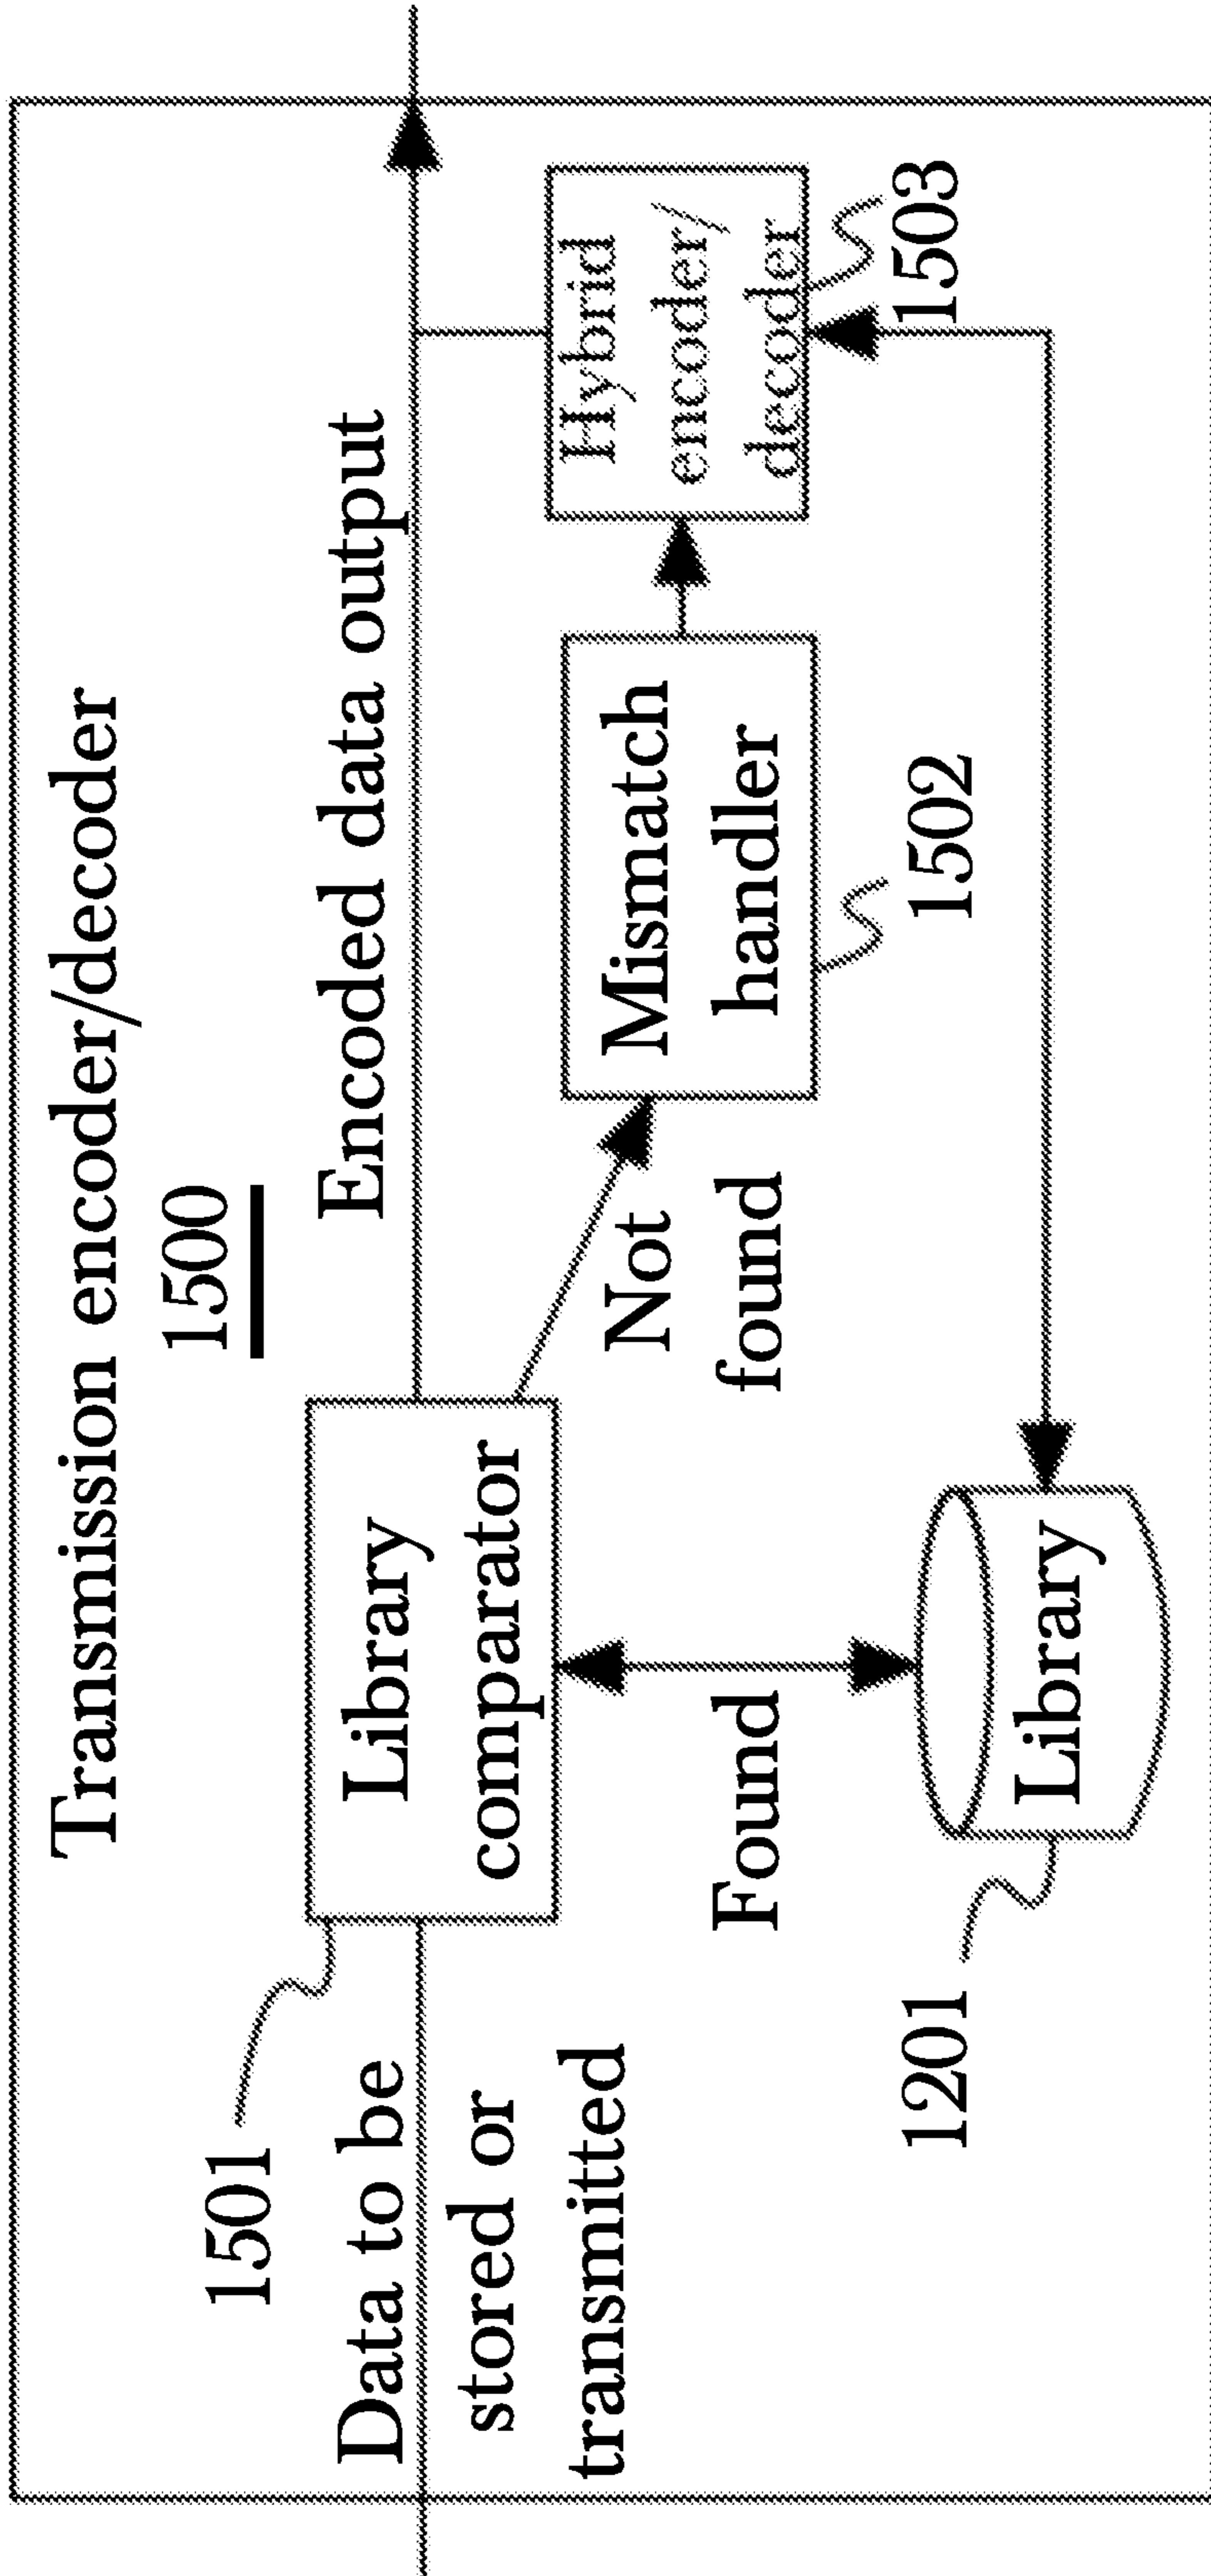 Transmission encoder/decoder
1500
1501
Data to be
stored or
transmitted
Library
comparator
Encoded data output
Not
found
Mismatch
handler
1502
Hybrid
encoder/
decoder
1503
Found
Library
1201